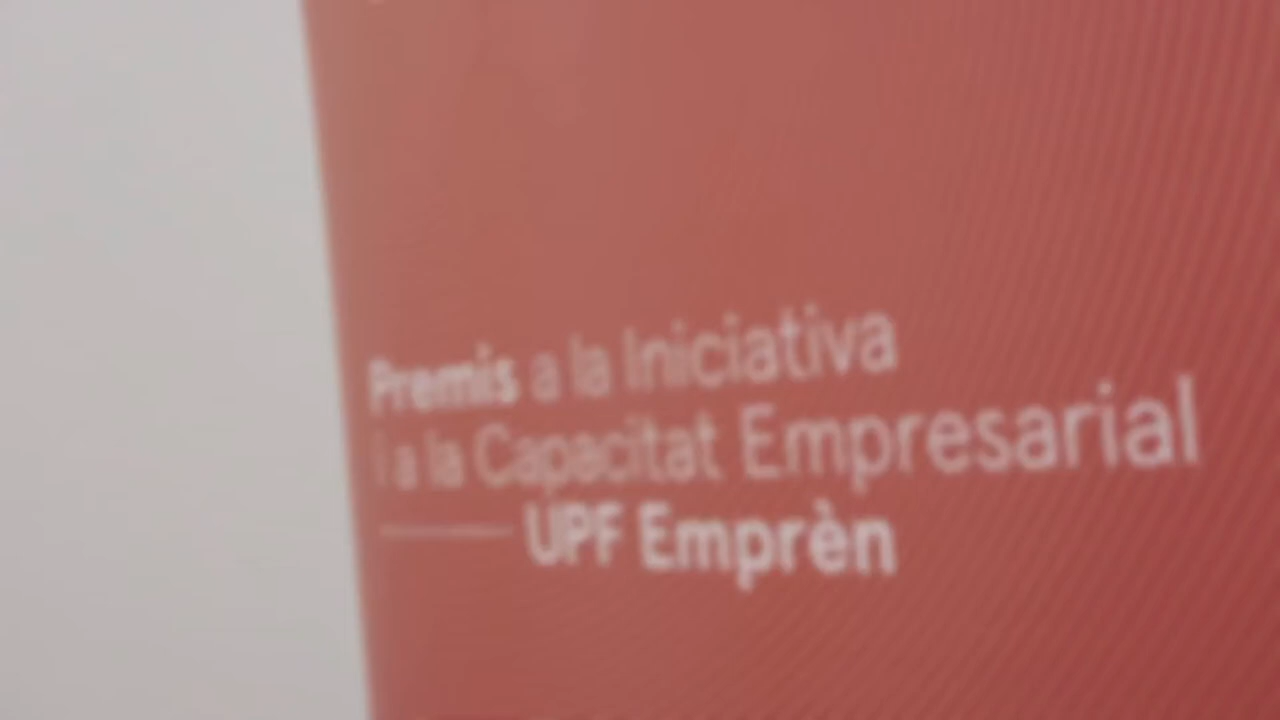 Premis a la Iniciativa
i a la Capacitat Empresarial
UPF Emprèn